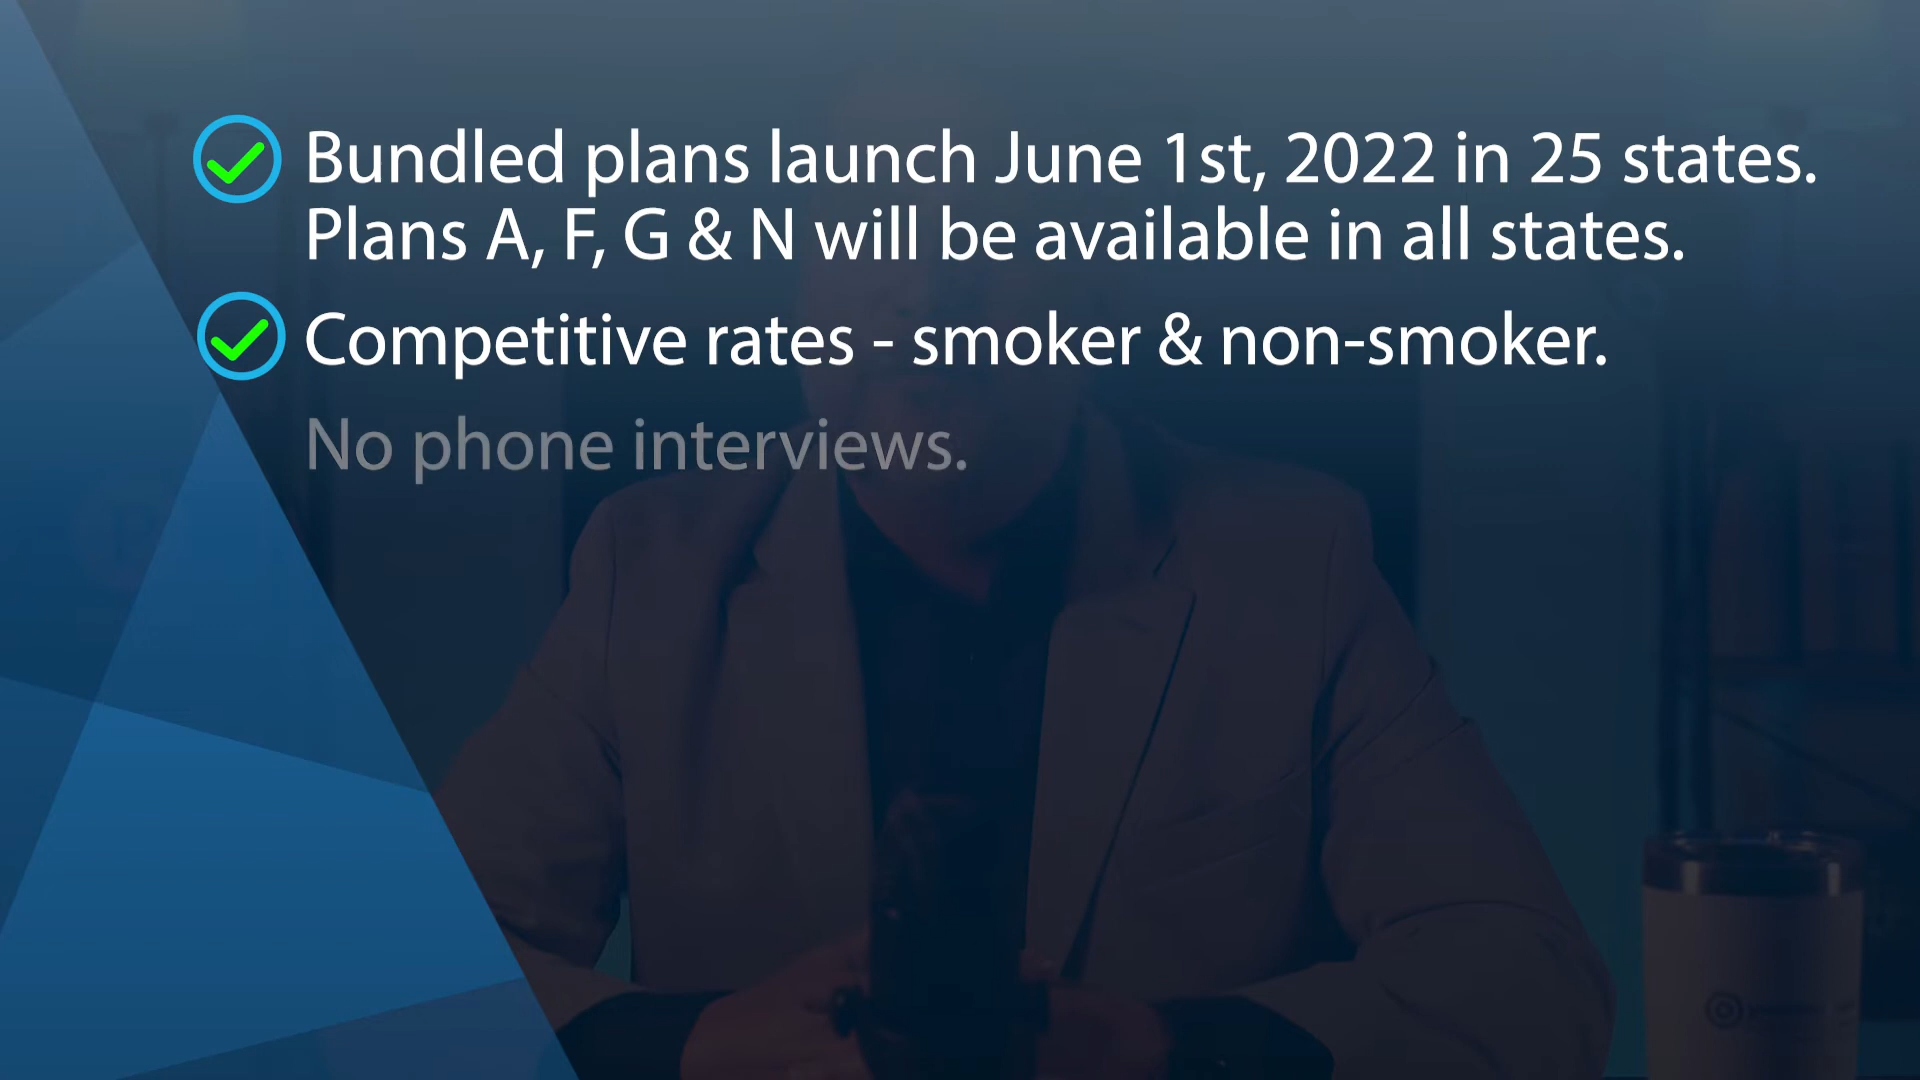 Bundled plans launch June 1st, 2022 in 25 states.
Plans A, F, G & N will be available in all states.
Competitive rates - smoker & non-smoker.
No phone interviews.